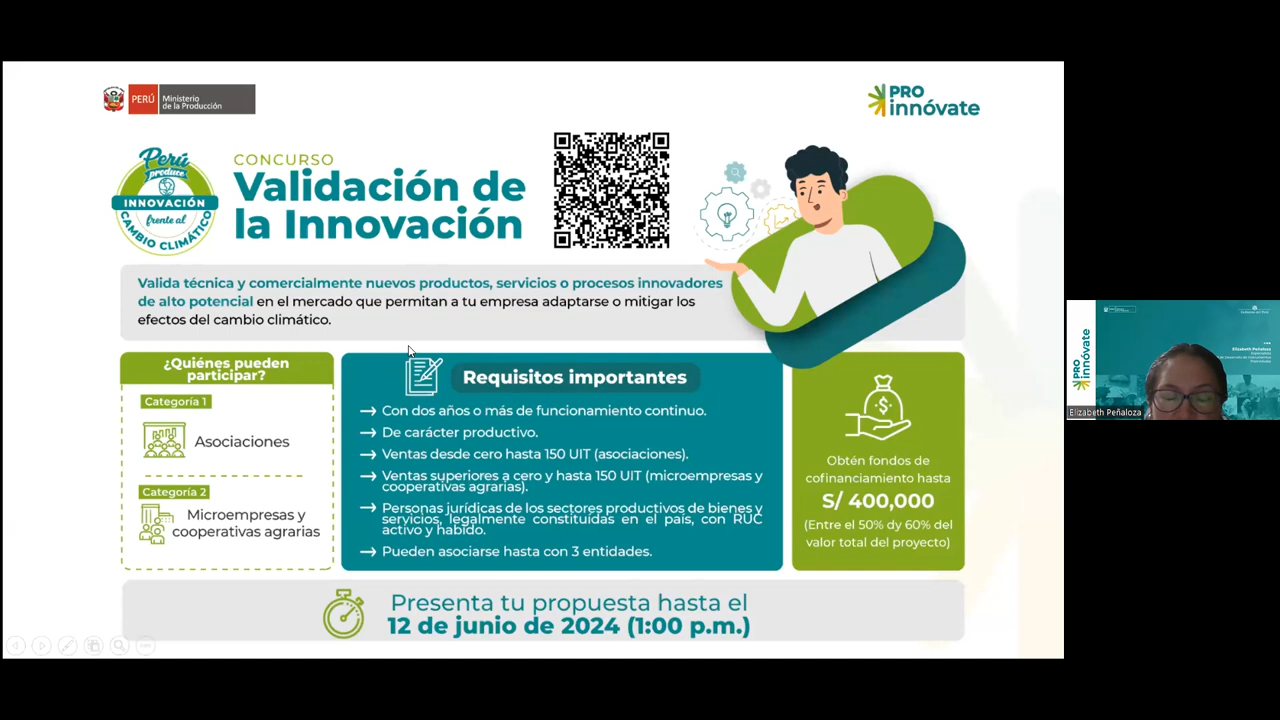 PERÚ
Ministerio
de la Producción
PRO
innóvate
Perú
produce
INNOVACIÓN
frente al
CAMBIO CLIMÁTICO
CONCURSO
Validación de
la Innovación
Valida técnica y comercialmente nuevos productos, servicios o procesos innovadores
de alto potencial en el mercado que permitan a tu empresa adaptarse o mitigar los
efectos del cambio climático.
¿Quiénes pueden
participar?
Categoría 1
Asociaciones
Categoría 2
Microempresas y
cooperativas agrarias
Requisitos importantes
→ Con dos años o más de funcionamiento continuo.
→ De carácter productivo.
→ Ventas desde cero hasta 150 UIT (asociaciones).
→ Ventas superiores a cero y hasta 150 UIT (microempresas y
cooperativas agrarias).
→ Personas jurídicas de los sectores productivos de bienes y
servicios, legalmente constituidas en el país, con RUC
activo y habido.
→ Pueden asociarse hasta con 3 entidades.
Obtén fondos de
cofinanciamiento hasta
S/ 400,000
(Entre el 50% dy 60% del
valor total del proyecto)
Presenta tu propuesta hasta el
12 de junio de 2024 (1:00 p.m.)
PRO
innóvate
Elizabeth Peñaloza
Elizabeth Peñaloza